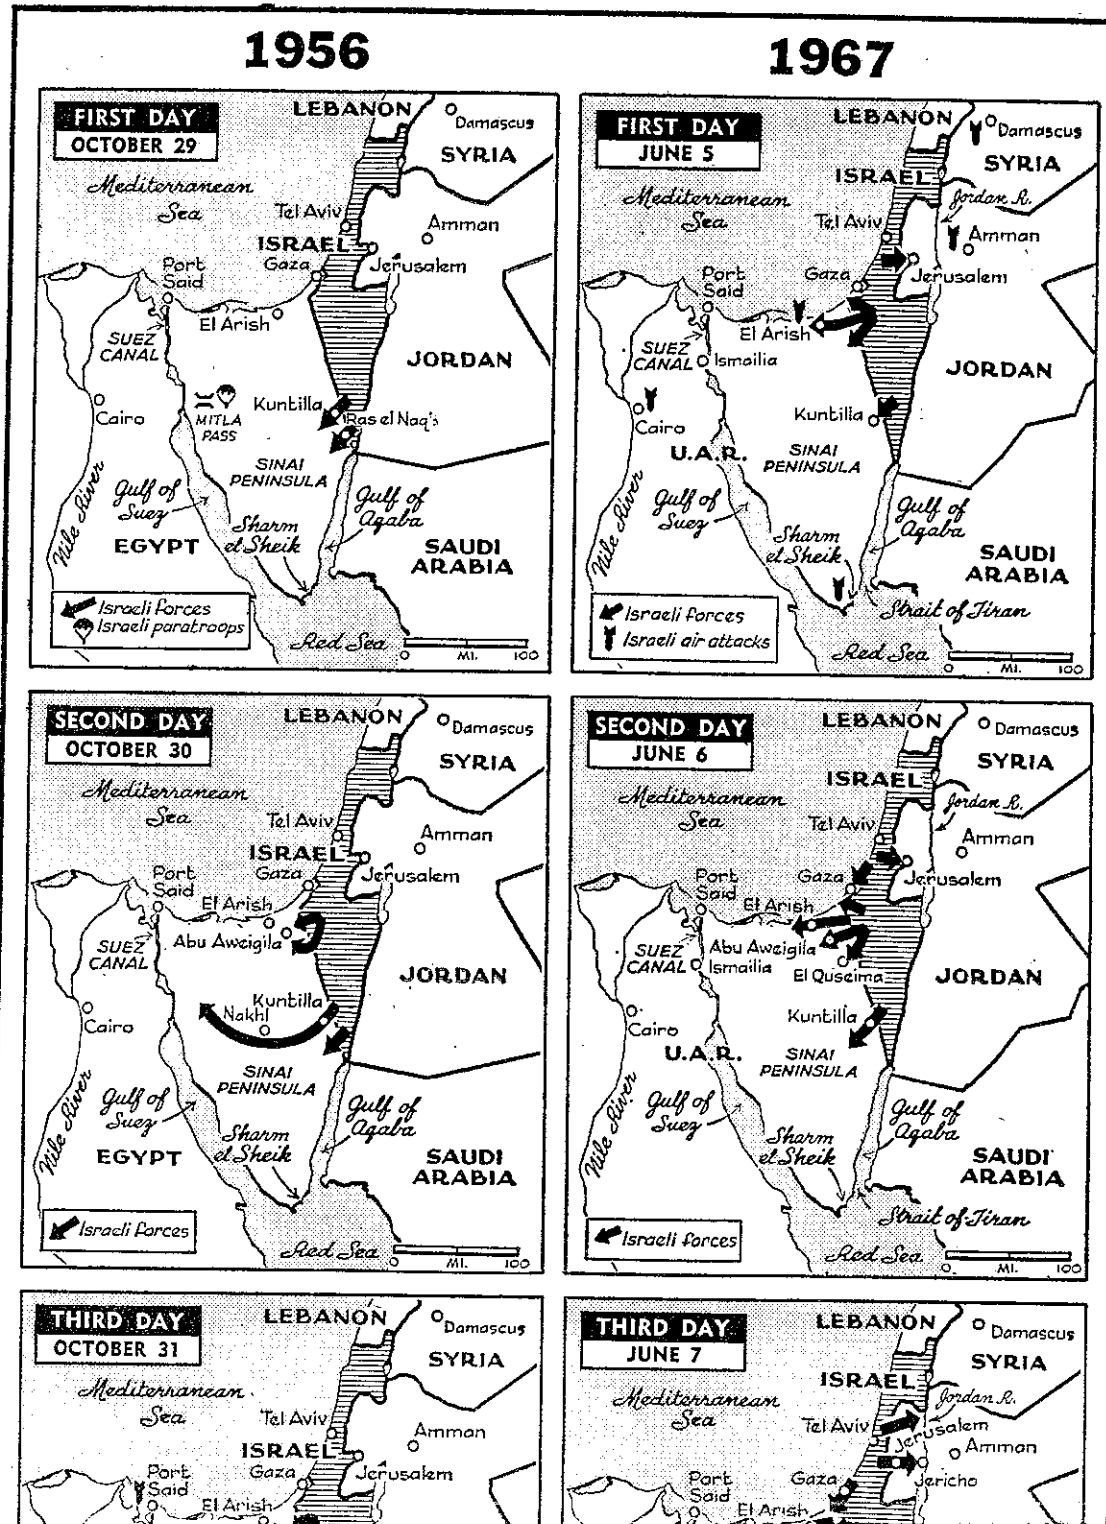 1956
1967
FIRST DAY
OCTOBER 29
LEBANON
Damascus
SYRIA
Mediterranean
Sea
Tel Aviv
Amman
ISRAEL
Gaza
Jerusalem
Port
Said
El Arish
SUEZ
CANAL
JORDAN
Cairo
MITLA
PASS
Kuntilla
Ras el Naq'b
SINAI
PENINSULA
Gulf of
Suez
Gulf of
Aqaba
Nile River
Sharm
el Sheik
EGYPT
SAUDI
ARABIA
Israeli forces
Israeli paratroops
Red Sea
0 MI. 100
FIRST DAY
JUNE 5
LEBANON
Damascus
SYRIA
ISRAEL
Jordan R.
Mediterranean
Sea
Tel Aviv
Amman
Jerusalem
Gaza
Port
Said
El Arish
SUEZ
CANAL
Ismailia
JORDAN
Cairo
Kuntilla
U.A.R.
SINAI
PENINSULA
Gulf of
Suez
Gulf of
Aqaba
Nile River
Sharm
el Sheik
SAUDI
ARABIA
Strait of Tiran
Israeli forces
Israeli air attacks
Red Sea
0 MI. 100
SECOND DAY
OCTOBER 30
LEBANON
Damascus
SYRIA
Mediterranean
Sea
Tel Aviv
Amman
ISRAEL
Gaza
Jerusalem
Port
Said
El Arish
Abu Aweigila
SUEZ
CANAL
JORDAN
Kuntilla
Nakhl
Cairo
SINAI
PENINSULA
Gulf of
Suez
Gulf of
Aqaba
Nile River
Sharm
el Sheik
EGYPT
SAUDI
ARABIA
Israeli forces
Red Sea
0 MI. 100
SECOND DAY
JUNE 6
LEBANON
Damascus
SYRIA
ISRAEL
Jordan R.
Mediterranean
Sea
Tel Aviv
Amman
Jerusalem
Gaza
Port
Said
El Arish
Abu Aweigila
SUEZ
CANAL
Ismailia
El Quseima
JORDAN
Kuntilla
Cairo
U.A.R.
SINAI
PENINSULA
Gulf of
Suez
Gulf of
Aqaba
Nile River
Sharm
el Sheik
SAUDI
ARABIA
Strait of Tiran
Israeli forces
Red Sea
0 MI. 100
THIRD DAY
OCTOBER 31
LEBANON
Damascus
SYRIA
Mediterranean
Sea
Tel Aviv
Amman
ISRAEL
Gaza
Jerusalem
Port
Said
El Arish
THIRD DAY
JUNE 7
LEBANON
Damascus
SYRIA
ISRAEL
Jordan R.
Mediterranean
Sea
Tel Aviv
Jerusalem
Amman
Jericho
Gaza
Port
Said
El Arish